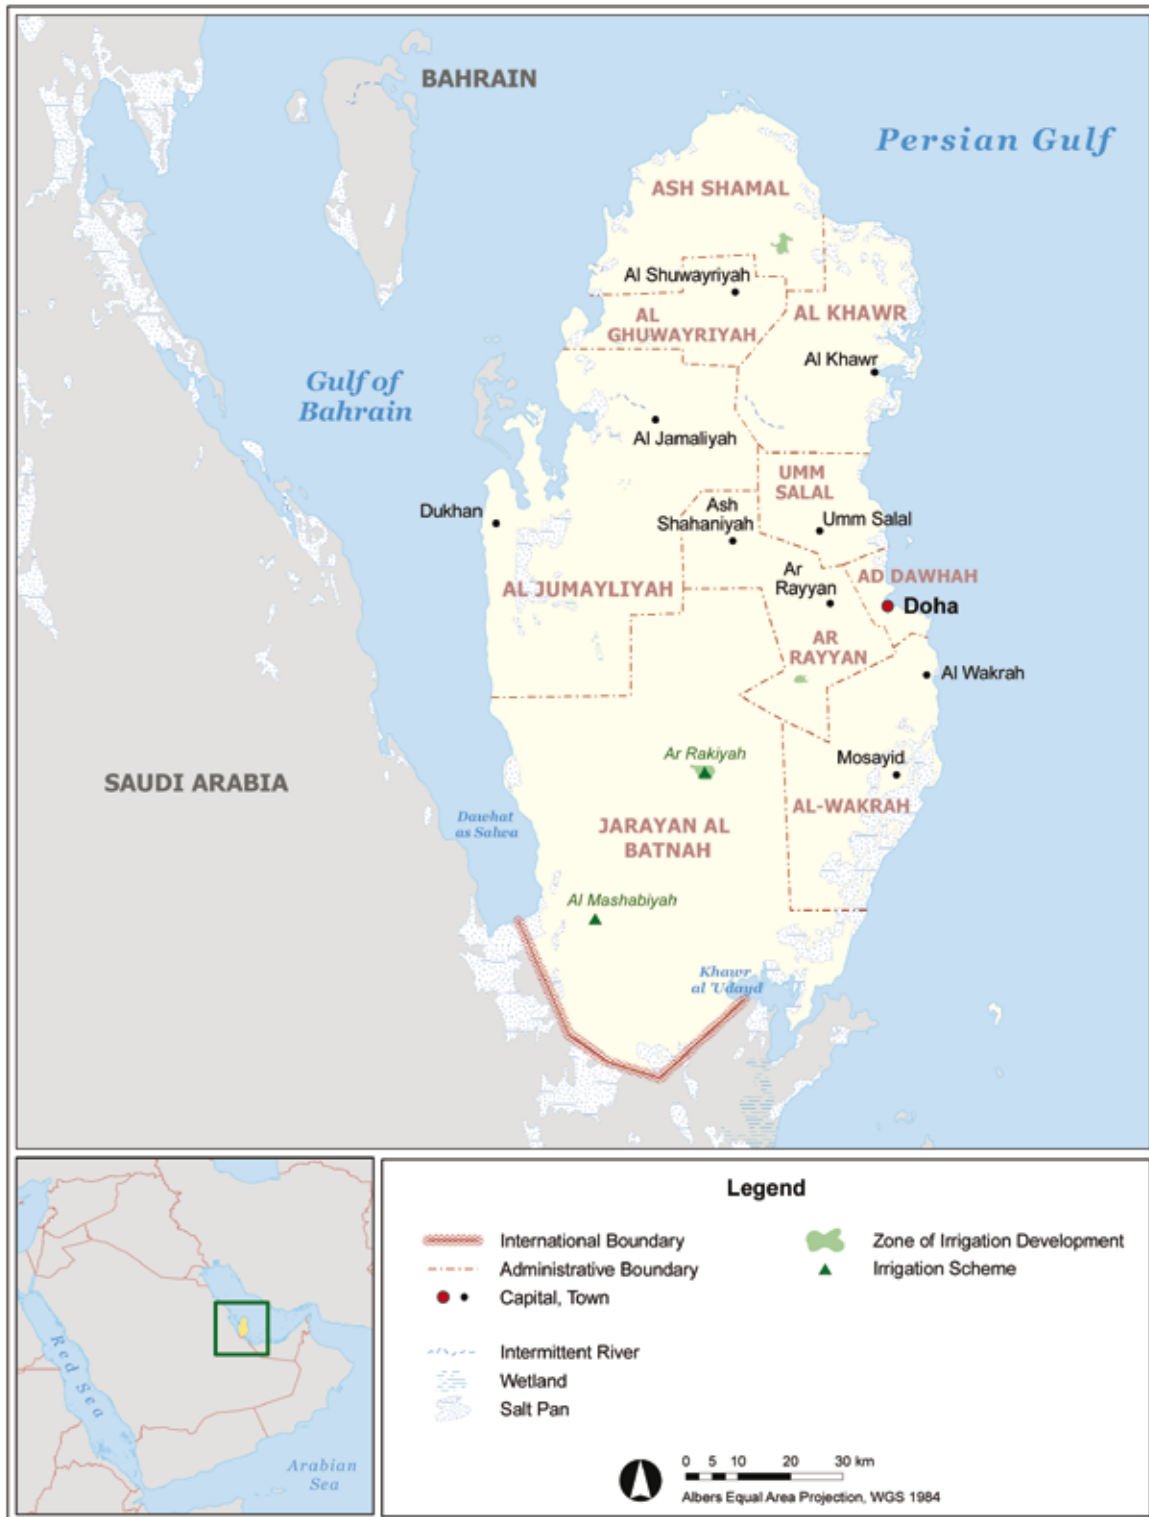 BAHRAIN
Persian Gulf
ASH SHAMAL
Al Shuwayriyah
AL
GHUWAYRIYAH
AL KHAWR
Al Khawr
Gulf of
Bahrain
Al Jamaliyah
UMM
SALAL
Dukhan
Ash
Shahaniyah
Umm Salal
AL JUMAYLIYAH
Ar
Rayyan
AD DAWHAH
Doha
AR
RAYYAN
Al Wakrah
Ar Rakiyah
Mosayid
SAUDI ARABIA
AL-WAKRAH
Dawhat
as Salwa
JARAYAN AL
BATNAH
Al Mashabiyah
Khawr
al 'Udayd
Red Sea
Arabian
Sea
Legend
International Boundary
Administrative Boundary
Capital, Town
Intermittent River
Wetland
Salt Pan
Zone of Irrigation Development
Irrigation Scheme
0 5 10 20 30 km
Albers Equal Area Projection, WGS 1984